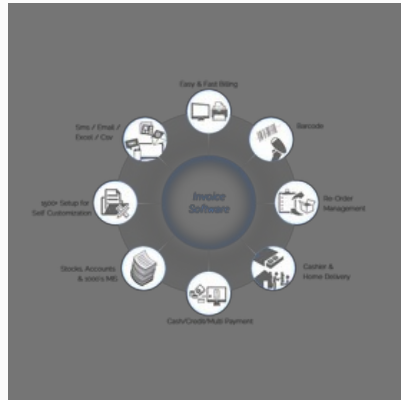 Easy & Fast Billing
Barcode
Re-Order
Management
Cashier &
Home Delivery
Cash/Credit/Multi Payment
Stocks, Accounts
& 1000's MIS
1500+ Setup for
Self Customization
Sms / Email /
Excel / Csv
Invoice
Software